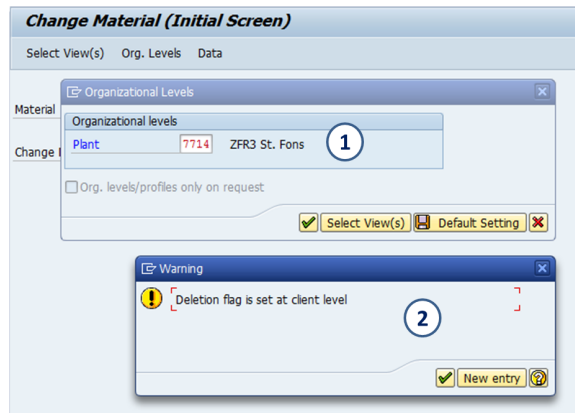 Change Material (Initial Screen)
Select View(s) Org. Levels Data
Organizational Levels
Material
Organizational levels
Plant 7714 ZFR3 St. Fons
1
Change
Org. levels/profiles only on request
Select View(s) Default Setting
Warning
Deletion flag is set at client level
2
New entry